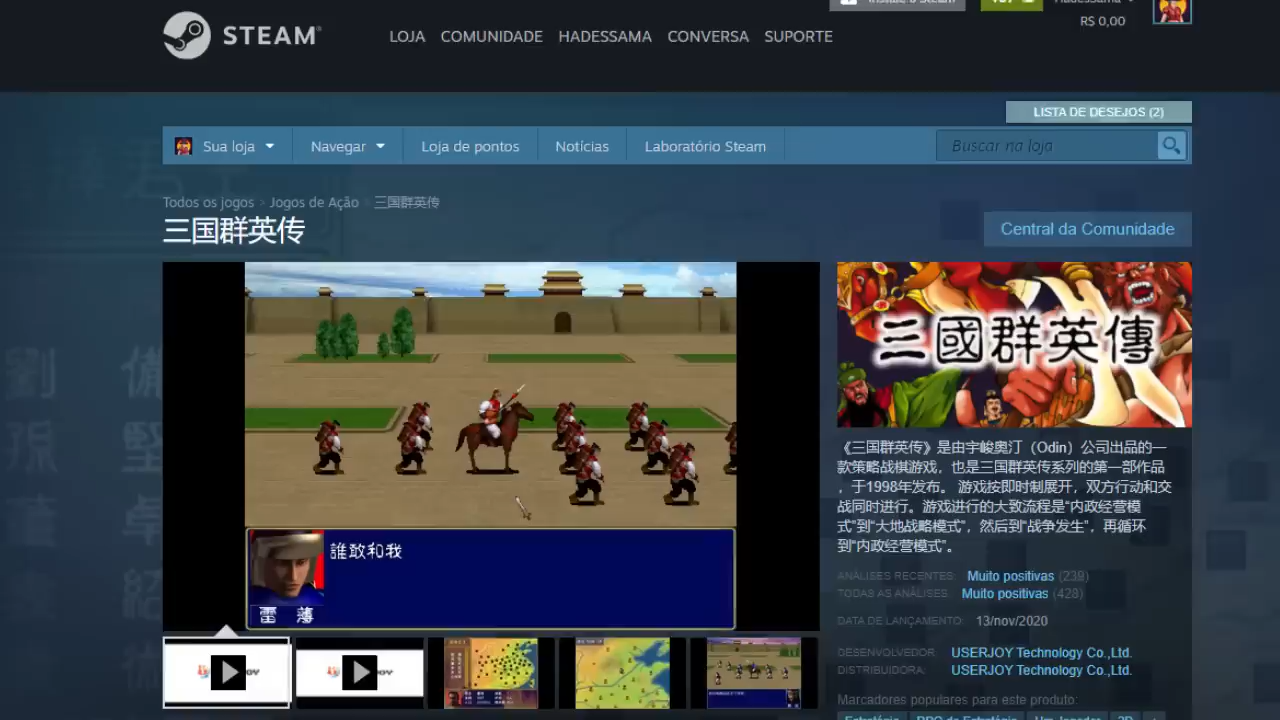 STEAM
LOJA COMUNIDADE HADESSAMA CONVERSA SUPORTE
R$ 0,00
LISTA DE DESEJOS (2)
Sua loja Navegar Loja de pontos Notícias Laboratório Steam
Buscar na loja
Todos os jogos > Jogos de Ação > 三国群英传
三国群英传
Central da Comunidade
三國群英傳
誰敢和我
雷 薄
《三国群英传》是由宇峻奥汀（Odin）公司出品的一
款策略战棋游戏，也是三国群英传系列的第一部作品
，于1998年发布。 游戏按即时制展开，双方行动和交
战同时进行。游戏进行的大致流程是“内政经营模
式”到“大地战略模式”，然后到“战争发生”，再循环
到“内政经营模式”。
ANÁLISES RECENTES: Muito positivas (239)
TODAS AS ANÁLISES: Muito positivas (428)
DATA DE LANÇAMENTO: 13/nov/2020
DESENVOLVEDOR: USERJOY Technology Co.,Ltd.
DISTRIBUIDORA: USERJOY Technology Co.,Ltd.
Marcadores populares para este produto: